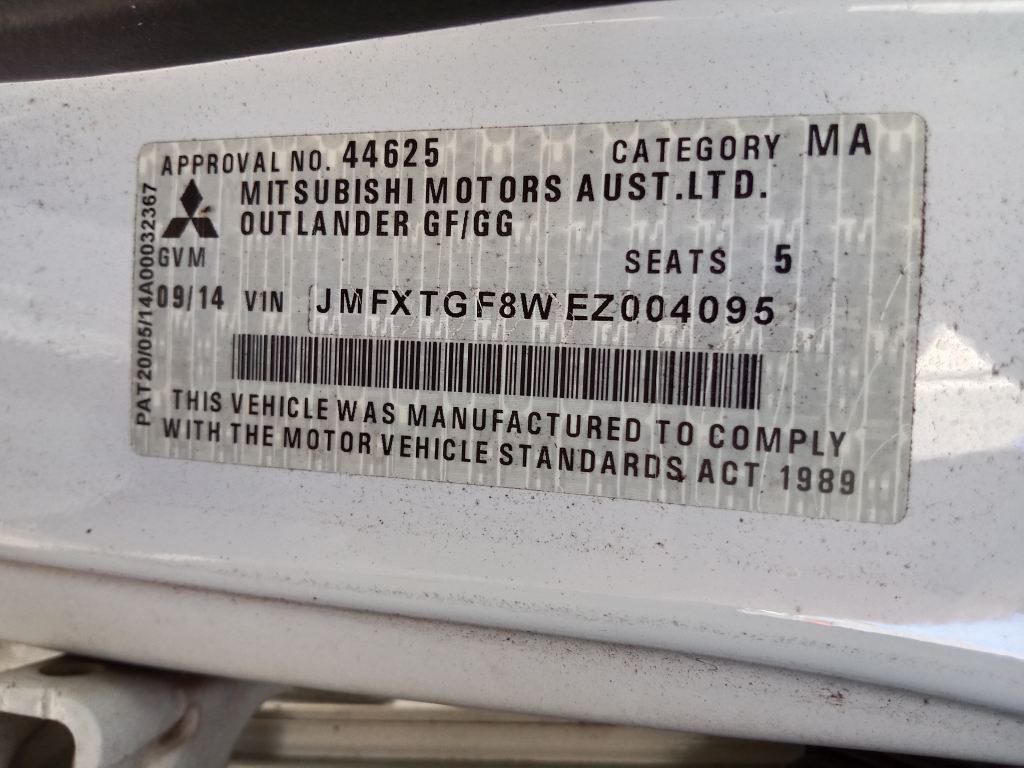 APPROVAL NO. 44625 CATEGORY MA
MITSUBISHI MOTORS AUST.LTD.
OUTLANDER GF/GG
GVM SEATS 5
09/14 V1N JMFXTGF8WEZ004095
THIS VEHICLE WAS MANUFACTURED TO COMPLY
WITH THE MOTOR VEHICLE STANDARDS ACT 1989
PAT20/05/14A00032367